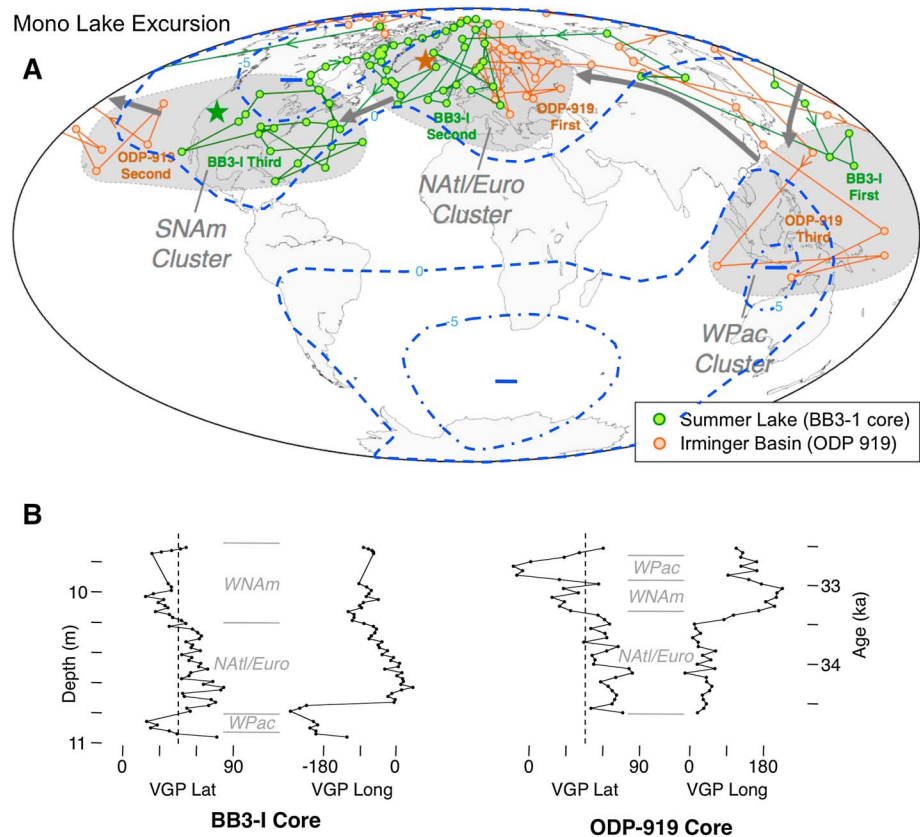 Mono Lake Excursion
A
-5
0
ODP-919
Second
BB3-I Third
BB3-I
Second
ODP-919
First
BB3-I
First
ODP-919
Third
SNAm
Cluster
NAtl/Euro
Cluster
WPac
Cluster
0
-5
-5
Summer Lake (BB3-1 core)
Irminger Basin (ODP 919)
B
Depth (m)
10
11
WNAm
NAtl/Euro
WPac
WPac
WNAm
NAtl/Euro
33
34
Age (ka)
0 90 -180 0 0 90 0 180
VGP Lat VGP Long VGP Lat VGP Long
BB3-I Core ODP-919 Core